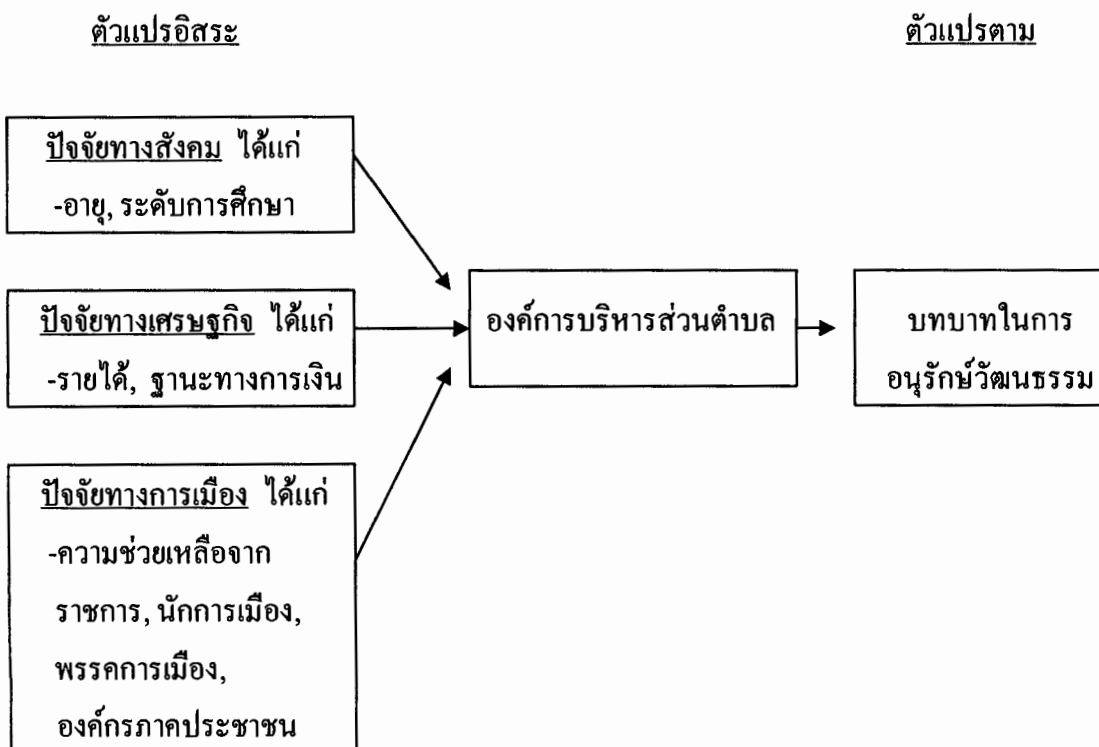 ตัวแปรอิสระ
ตัวแปรตาม
ปัจจัยทางสังคม ได้แก่
-อายุ, ระดับการศึกษา
ปัจจัยทางเศรษฐกิจ ได้แก่
-รายได้, ฐานะทางการเงิน
ปัจจัยทางการเมือง ได้แก่
-ความช่วยเหลือจาก
ราชการ, นักการเมือง,
พรรคการเมือง,
องค์กรภาคประชาชน
องค์การบริหารส่วนตำบล
บทบาทในการ
อนุรักษ์วัฒนธรรม